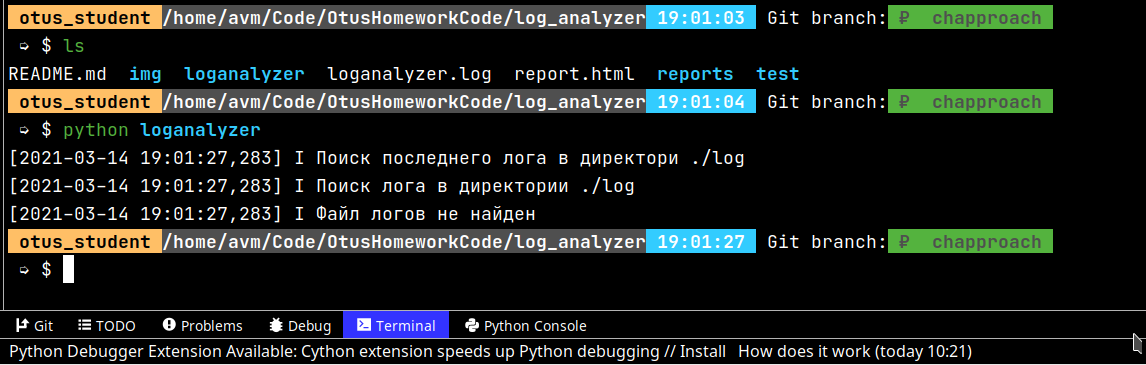 otus_student /home/avm/Code/OtusHomeworkCode/log_analyzer 19:01:03 Git branch: ₽ chapproach
➭ $ ls
README.md img loganalyzer loganalyzer.log report.html reports test
otus_student /home/avm/Code/OtusHomeworkCode/log_analyzer 19:01:04 Git branch: ₽ chapproach
➭ $ python loganalyzer
[2021-03-14 19:01:27,283] I Поиск последнего лога в директори ./log
[2021-03-14 19:01:27,283] I Поиск лога в директории ./log
[2021-03-14 19:01:27,283] I Файл логов не найден
otus_student /home/avm/Code/OtusHomeworkCode/log_analyzer 19:01:27 Git branch: ₽ chapproach
➭ $
Git TODO Problems Debug Terminal Python Console
Python Debugger Extension Available: Cython extension speeds up Python debugging // Install How does it work (today 10:21)